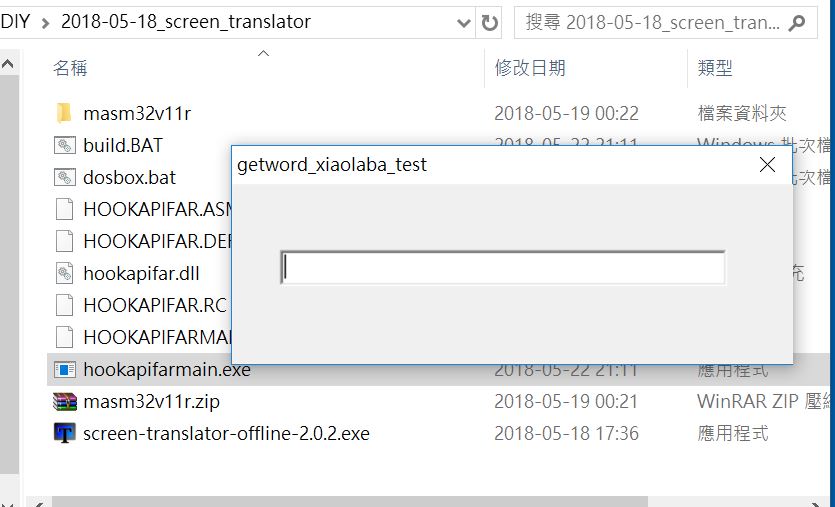 DIY > 2018-05-18_screen_translator
搜尋 2018-05-18_screen_tran...
名稱 修改日期 類型
masm32v11r 2018-05-19 00:22 檔案資料夾
build.BAT 2018-05-22 21:11 Windows 批次檔
getword_xiaolaba_test
dosbox.bat 批次檔
HOOKAPIFAR.ASM
HOOKAPIFAR.DEF
hookapifar.dll 充
HOOKAPIFAR.RC
HOOKAPIFARMAI
hookapifarmain.exe 2018-05-22 21:11 應用程式
masm32v11r.zip 2018-05-19 00:21 WinRAR ZIP 壓縮
screen-translator-offline-2.0.2.exe 2018-05-18 17:36 應用程式